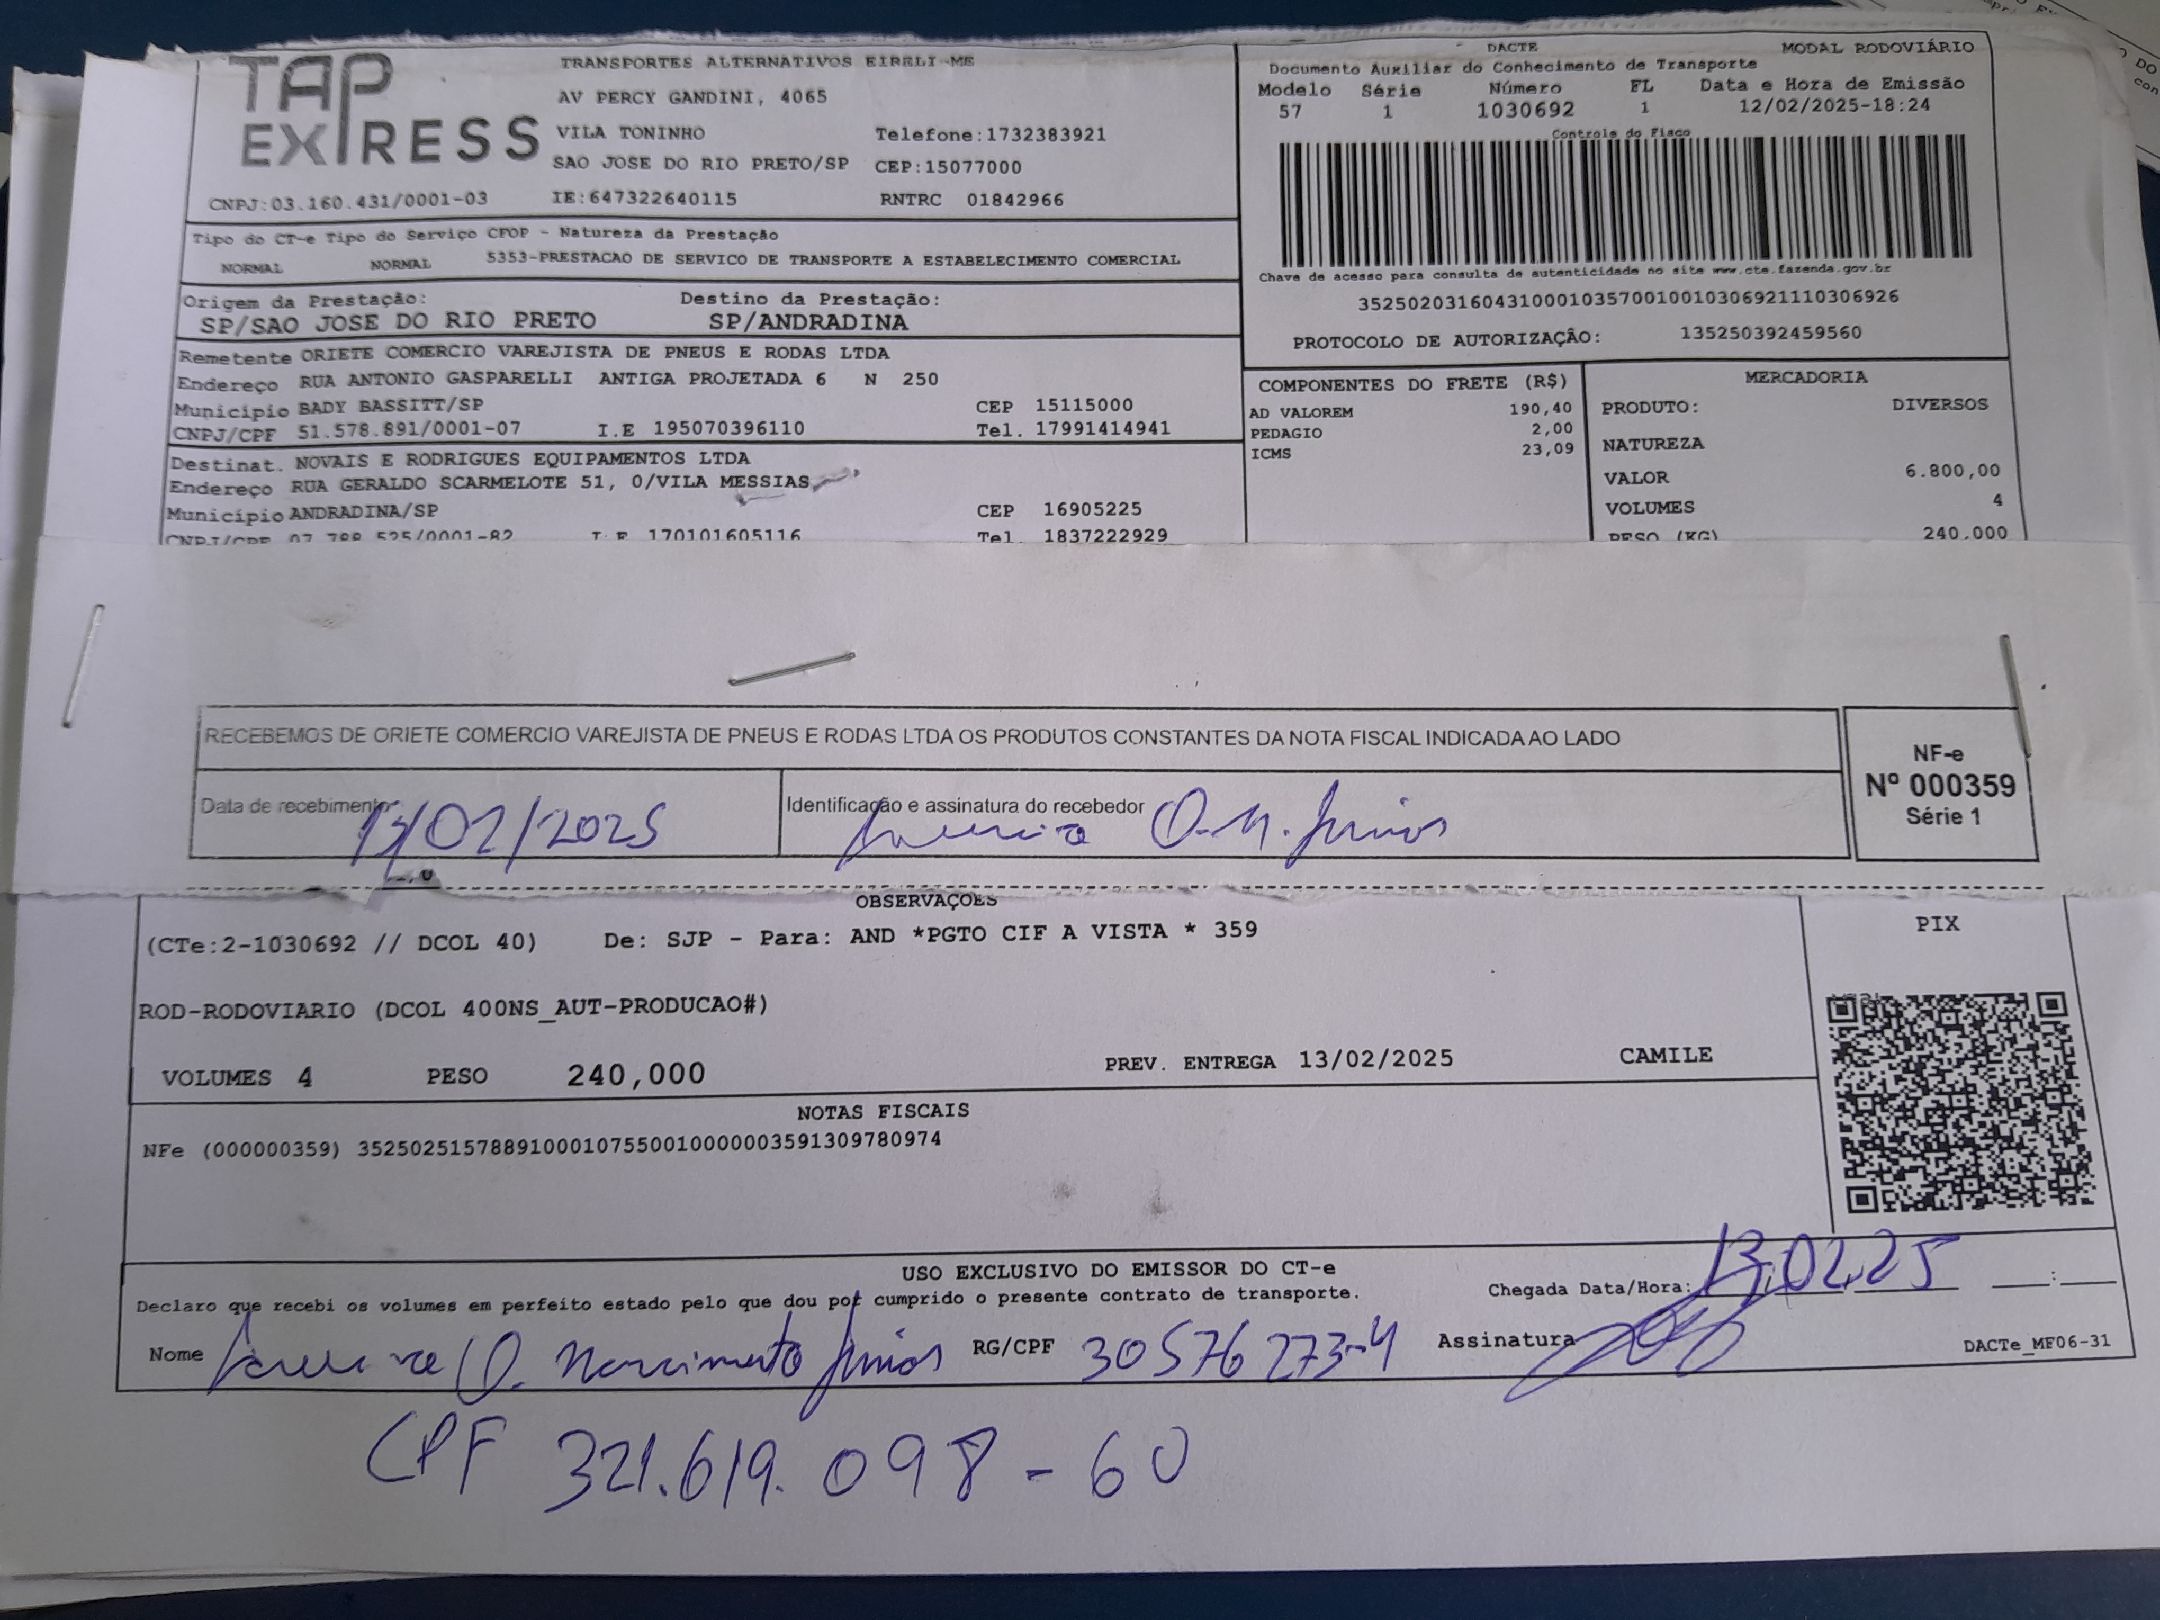 TAP EXPRESS
TRANSPORTES ALTERNATIVOS EIRELI-ME
AV PERCY GANDINI, 4065
VILA TONINHO Telefone:1732383921
SAO JOSE DO RIO PRETO/SP CEP:15077000
CNPJ:03.160.431/0001-03 IE:647322640115 RNTRC 01842966
DACTE MODAL RODOVIÁRIO
Documento Auxiliar do Conhecimento de Transporte
Modelo Série Número FL Data e Hora de Emissão
57 1 1030692 1 12/02/2025-18:24
Controle do Fisco
Chave de acesso para consulta de autenticidade no site www.cte.fazenda.gov.br
35250203160431000103570010010306921110306926
PROTOCOLO DE AUTORIZAÇÃO: 135250392459560
Tipo do CT-e Tipo do Serviço CFOP - Natureza da Prestação
NORMAL NORMAL 5353-PRESTACAO DE SERVICO DE TRANSPORTE A ESTABELECIMENTO COMERCIAL
Origem da Prestação: Destino da Prestação:
SP/SAO JOSE DO RIO PRETO SP/ANDRADINA
Remetente ORIETE COMERCIO VAREJISTA DE PNEUS E RODAS LTDA
Endereço RUA ANTONIO GASPARELLI ANTIGA PROJETADA 6 N 250
Município BADY BASSITT/SP CEP 15115000
CNPJ/CPF 51.578.891/0001-07 I.E 195070396110 Tel. 17991414941
Destinat. NOVAIS E RODRIGUES EQUIPAMENTOS LTDA
Endereço RUA GERALDO SCARMELOTE 51, 0/VILA MESSIAS
Município ANDRADINA/SP CEP 16905225
CNPJ/CPF 07.788.525/0001-82 I.E 170101605116 Tel. 1837222929
COMPONENTES DO FRETE (R$)
AD VALOREM 190,40
PEDAGIO 2,00
ICMS 23,09
MERCADORIA
PRODUTO: DIVERSOS
NATUREZA
VALOR 6.800,00
VOLUMES 4
PESO (KG) 240,000
RECEBEMOS DE ORIETE COMERCIO VAREJISTA DE PNEUS E RODAS LTDA OS PRODUTOS CONSTANTES DA NOTA FISCAL INDICADA AO LADO
Data de recebimento 13/02/2025
Identificação e assinatura do recebedor O. N. Junior
NF-e
Nº 000359
Série 1
OBSERVAÇÕES
(CTe:2-1030692 // DCOL 40) De: SJP - Para: AND *PGTO CIF A VISTA * 359
ROD-RODOVIARIO (DCOL 400NS_AUT-PRODUCAO#)
VOLUMES 4 PESO 240,000 PREV. ENTREGA 13/02/2025 CAMILE
PIX
NOTAS FISCAIS
NFe (000000359) 35250251578891000107550010000003591309780974
USO EXCLUSIVO DO EMISSOR DO CT-e
Declaro que recebi os volumes em perfeito estado pelo que dou por cumprido o presente contrato de transporte.
Chegada Data/Hora: 13.02.25 :
Nome O. Nascimento Junior RG/CPF 30576273-4 Assinatura
DACTe_MF06-31
CPF 321.619.098-60